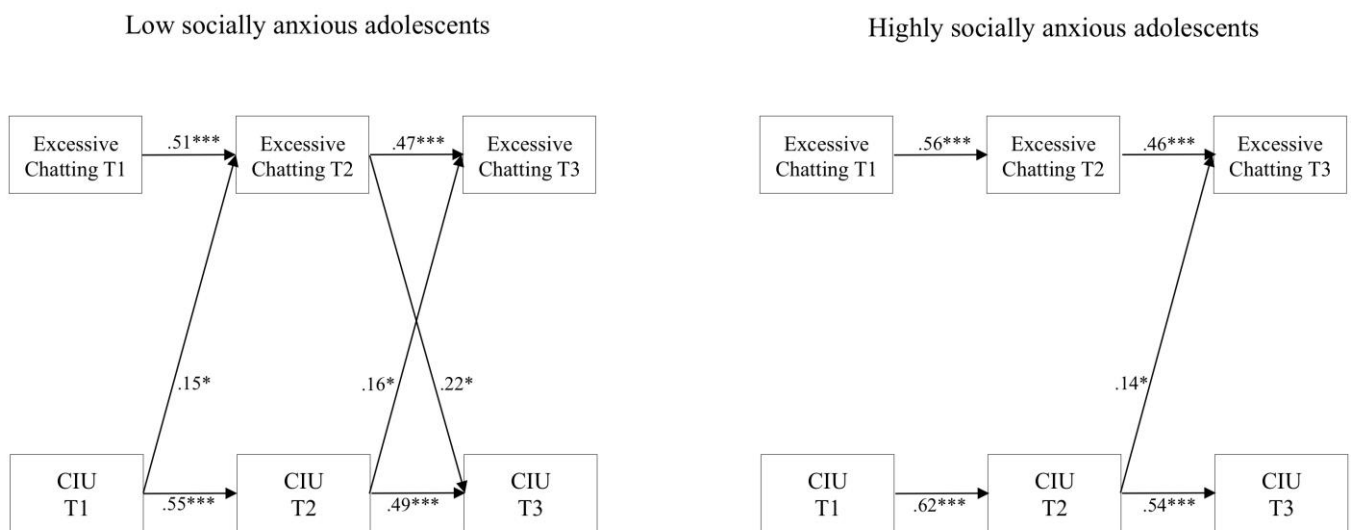 Low socially anxious adolescents
Excessive
Chatting T1
.51***
Excessive
Chatting T2
.47***
Excessive
Chatting T3
.15*
.16*
.22*
CIU
T1
.55***
CIU
T2
.49***
CIU
T3
Highly socially anxious adolescents
Excessive
Chatting T1
.56***
Excessive
Chatting T2
.46***
Excessive
Chatting T3
.14*
CIU
T1
.62***
CIU
T2
.54***
CIU
T3